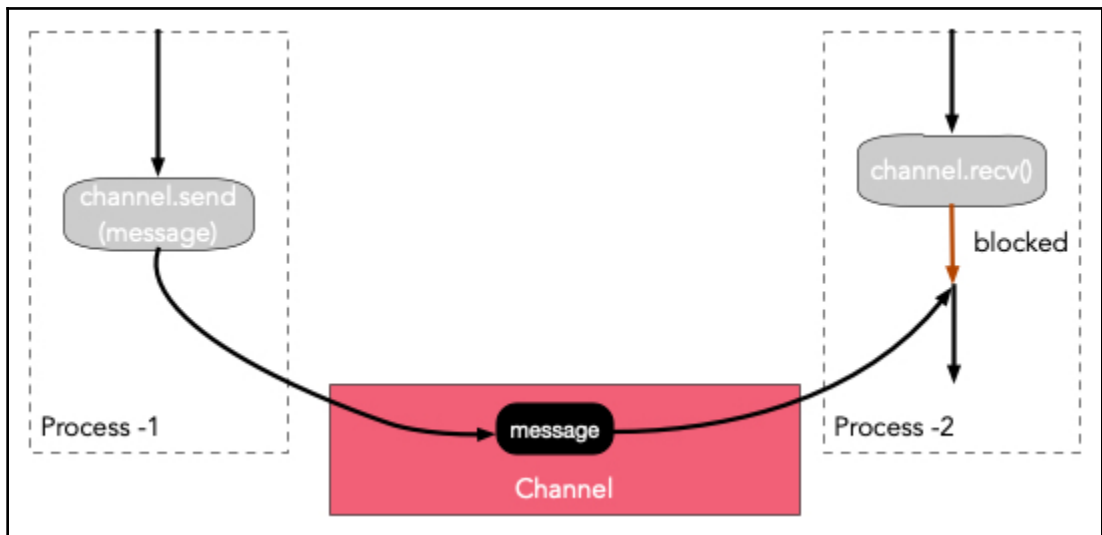 channel.send
(message)
Process -1
message
Channel
channel.recv()
blocked
Process -2